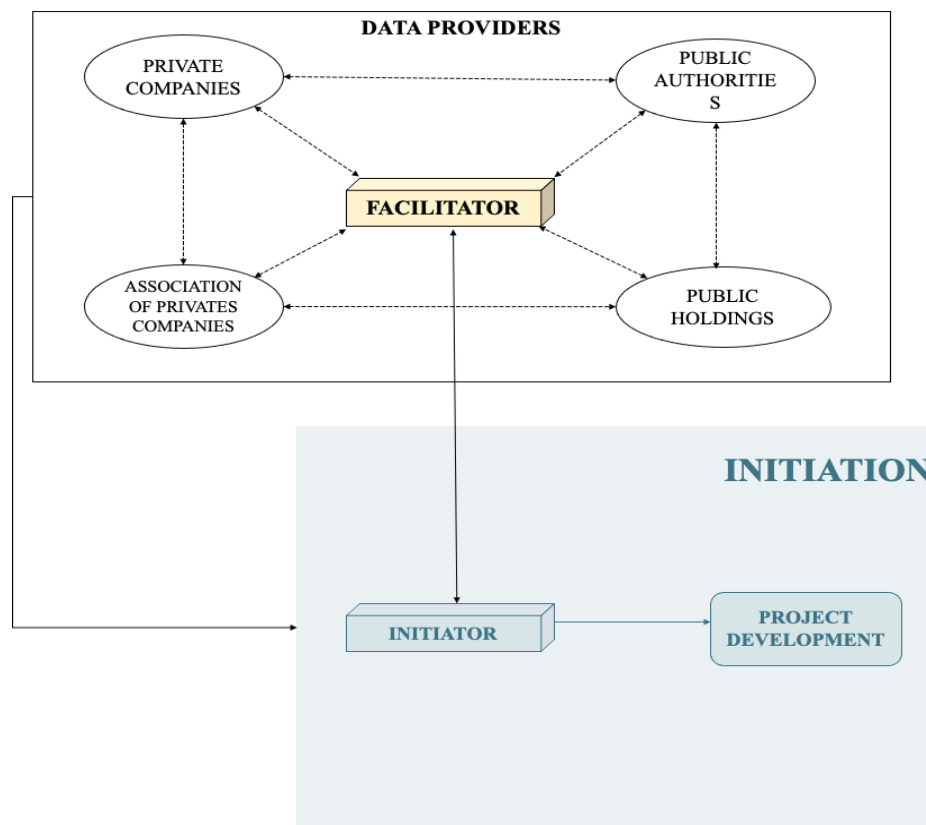 DATA PROVIDERS
PRIVATE
COMPANIES
PUBLIC
AUTHORITIE
S
FACILITATOR
ASSOCIATION
OF PRIVATES
COMPANIES
PUBLIC
HOLDINGS
INITIATION
INITIATOR
PROJECT
DEVELOPMENT